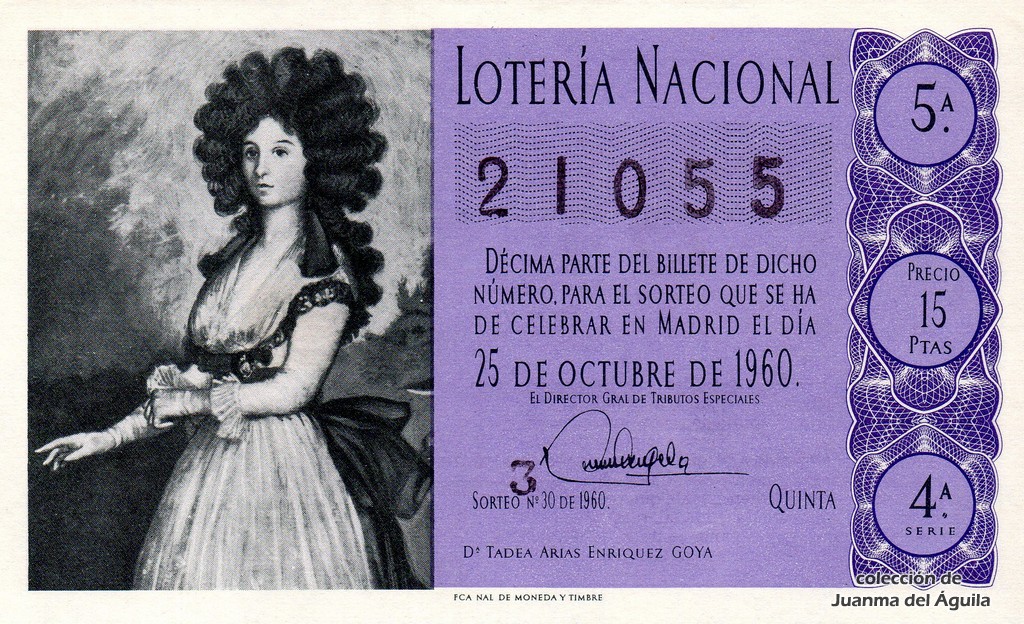 LOTERÍA NACIONAL
21055
DÉCIMA PARTE DEL BILLETE DE DICHO
NÚMERO, PARA EL SORTEO QUE SE HA
DE CELEBRAR EN MADRID EL DÍA
25 DE OCTUBRE DE 1960.
EL DIRECTOR GRAL DE TRIBUTOS ESPECIALES
3
SORTEO Nº 30 DE 1960.
QUINTA
Dª TADEA ARIAS ENRIQUEZ GOYA
FCA NAL DE MONEDA Y TIMBRE
5.ª
PRECIO
15
PTAS
4.ª
SERIE
colección de
Juanma del Águila